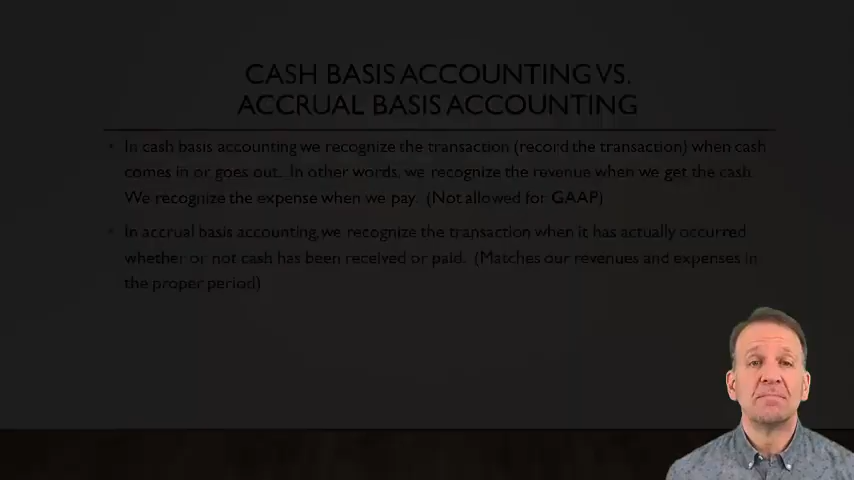 CASH BASIS ACCOUNTING VS.
ACCRUAL BASIS ACCOUNTING
• In cash basis accounting we recognize the transaction (record the transaction) when cash
comes in or goes out. In other words, we recognize the revenue when we get the cash.
We recognize the expense when we pay. (Not allowed for GAAP)
• In accrual basis accounting, we recognize the transaction when it has actually occurred
whether or not cash has been received or paid. (Matches our revenues and expenses in
the proper period)